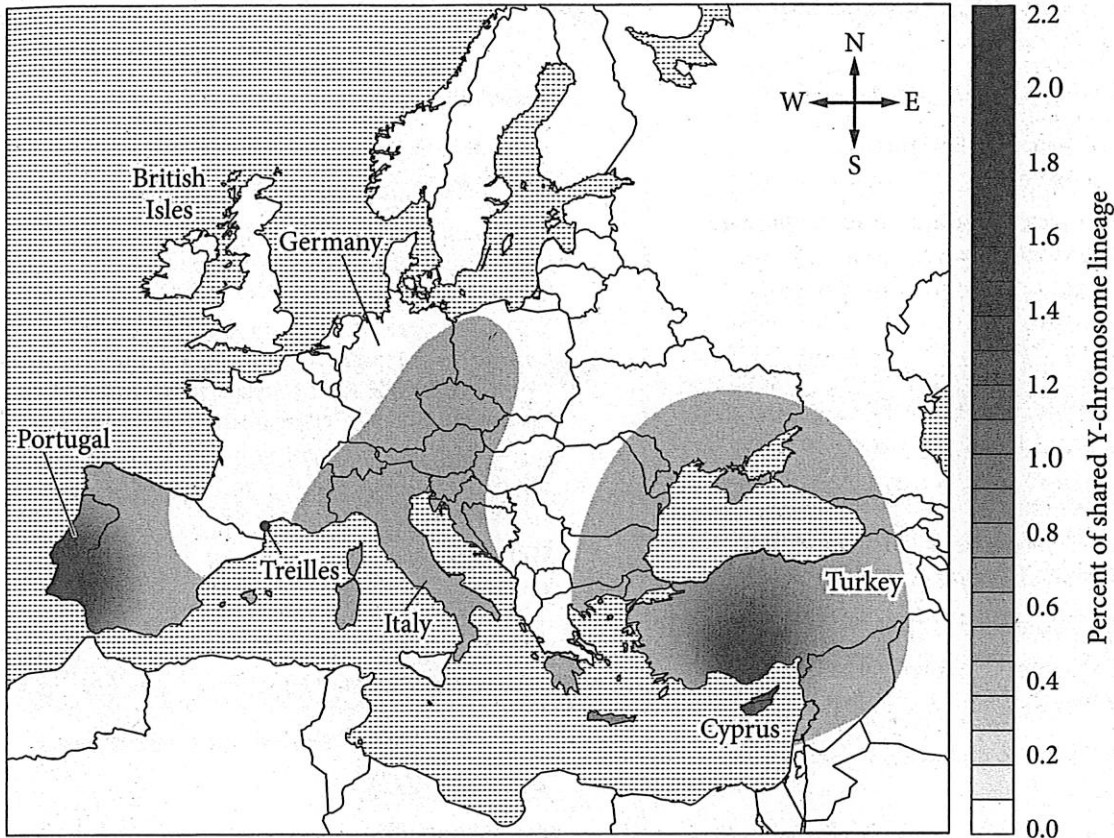 N
W E
S
British
Isles
Germany
Portugal
Treilles
Italy
Turkey
Cyprus
2.2
2.0
1.8
1.6
1.4
1.2
1.0
0.8
0.6
0.4
0.2
0.0
Percent of shared Y-chromosome lineage